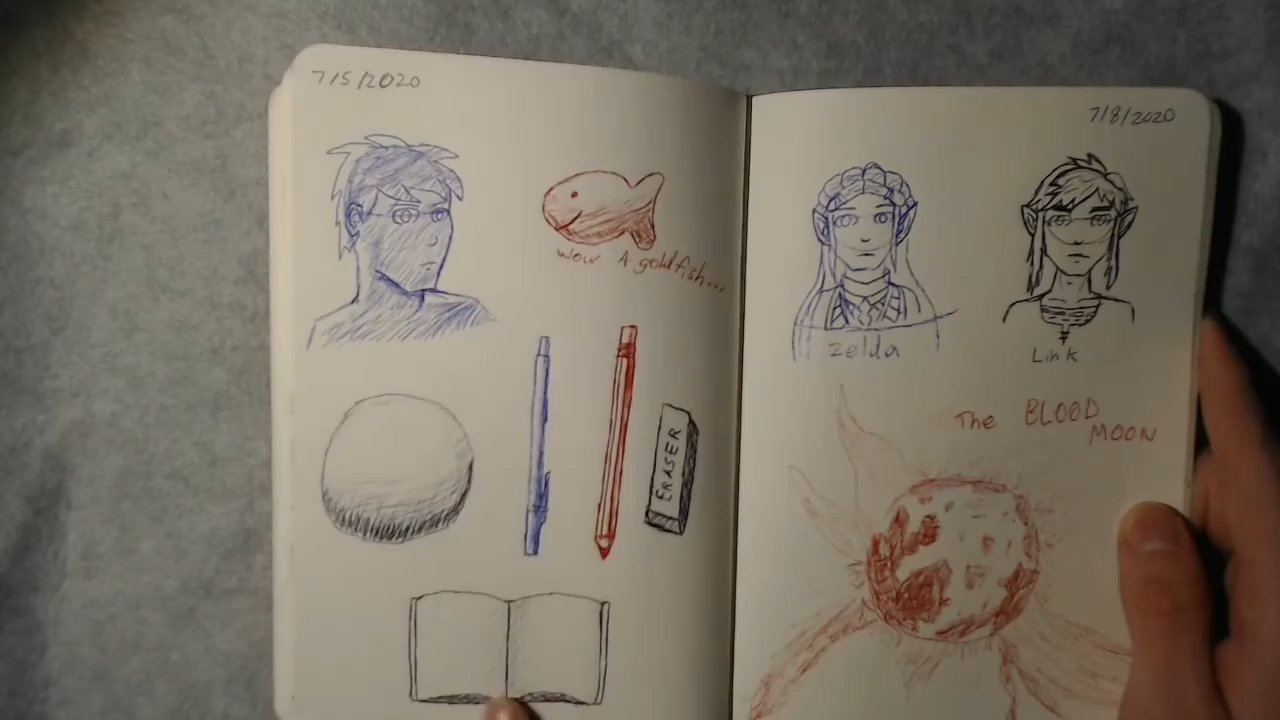 7/5/2020
Wow A goldfish...
ERASER
7/8/2020
Zelda
Link
The BLOOD
MOON